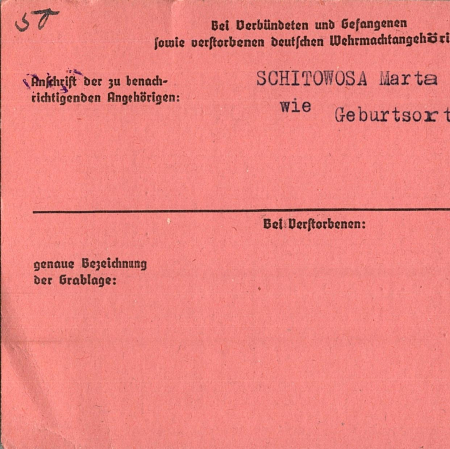 50
Bei Verbündeten und Gefangenen
sowie verstorbenen deutschen Wehrmachtangehöri
Anschrift der zu benach-
richtigenden Angehörigen:
SCHITOWOSA Marta
wie Geburtsort
Bei Verstorbenen:
genaue Bezeichnung
der Grablage: